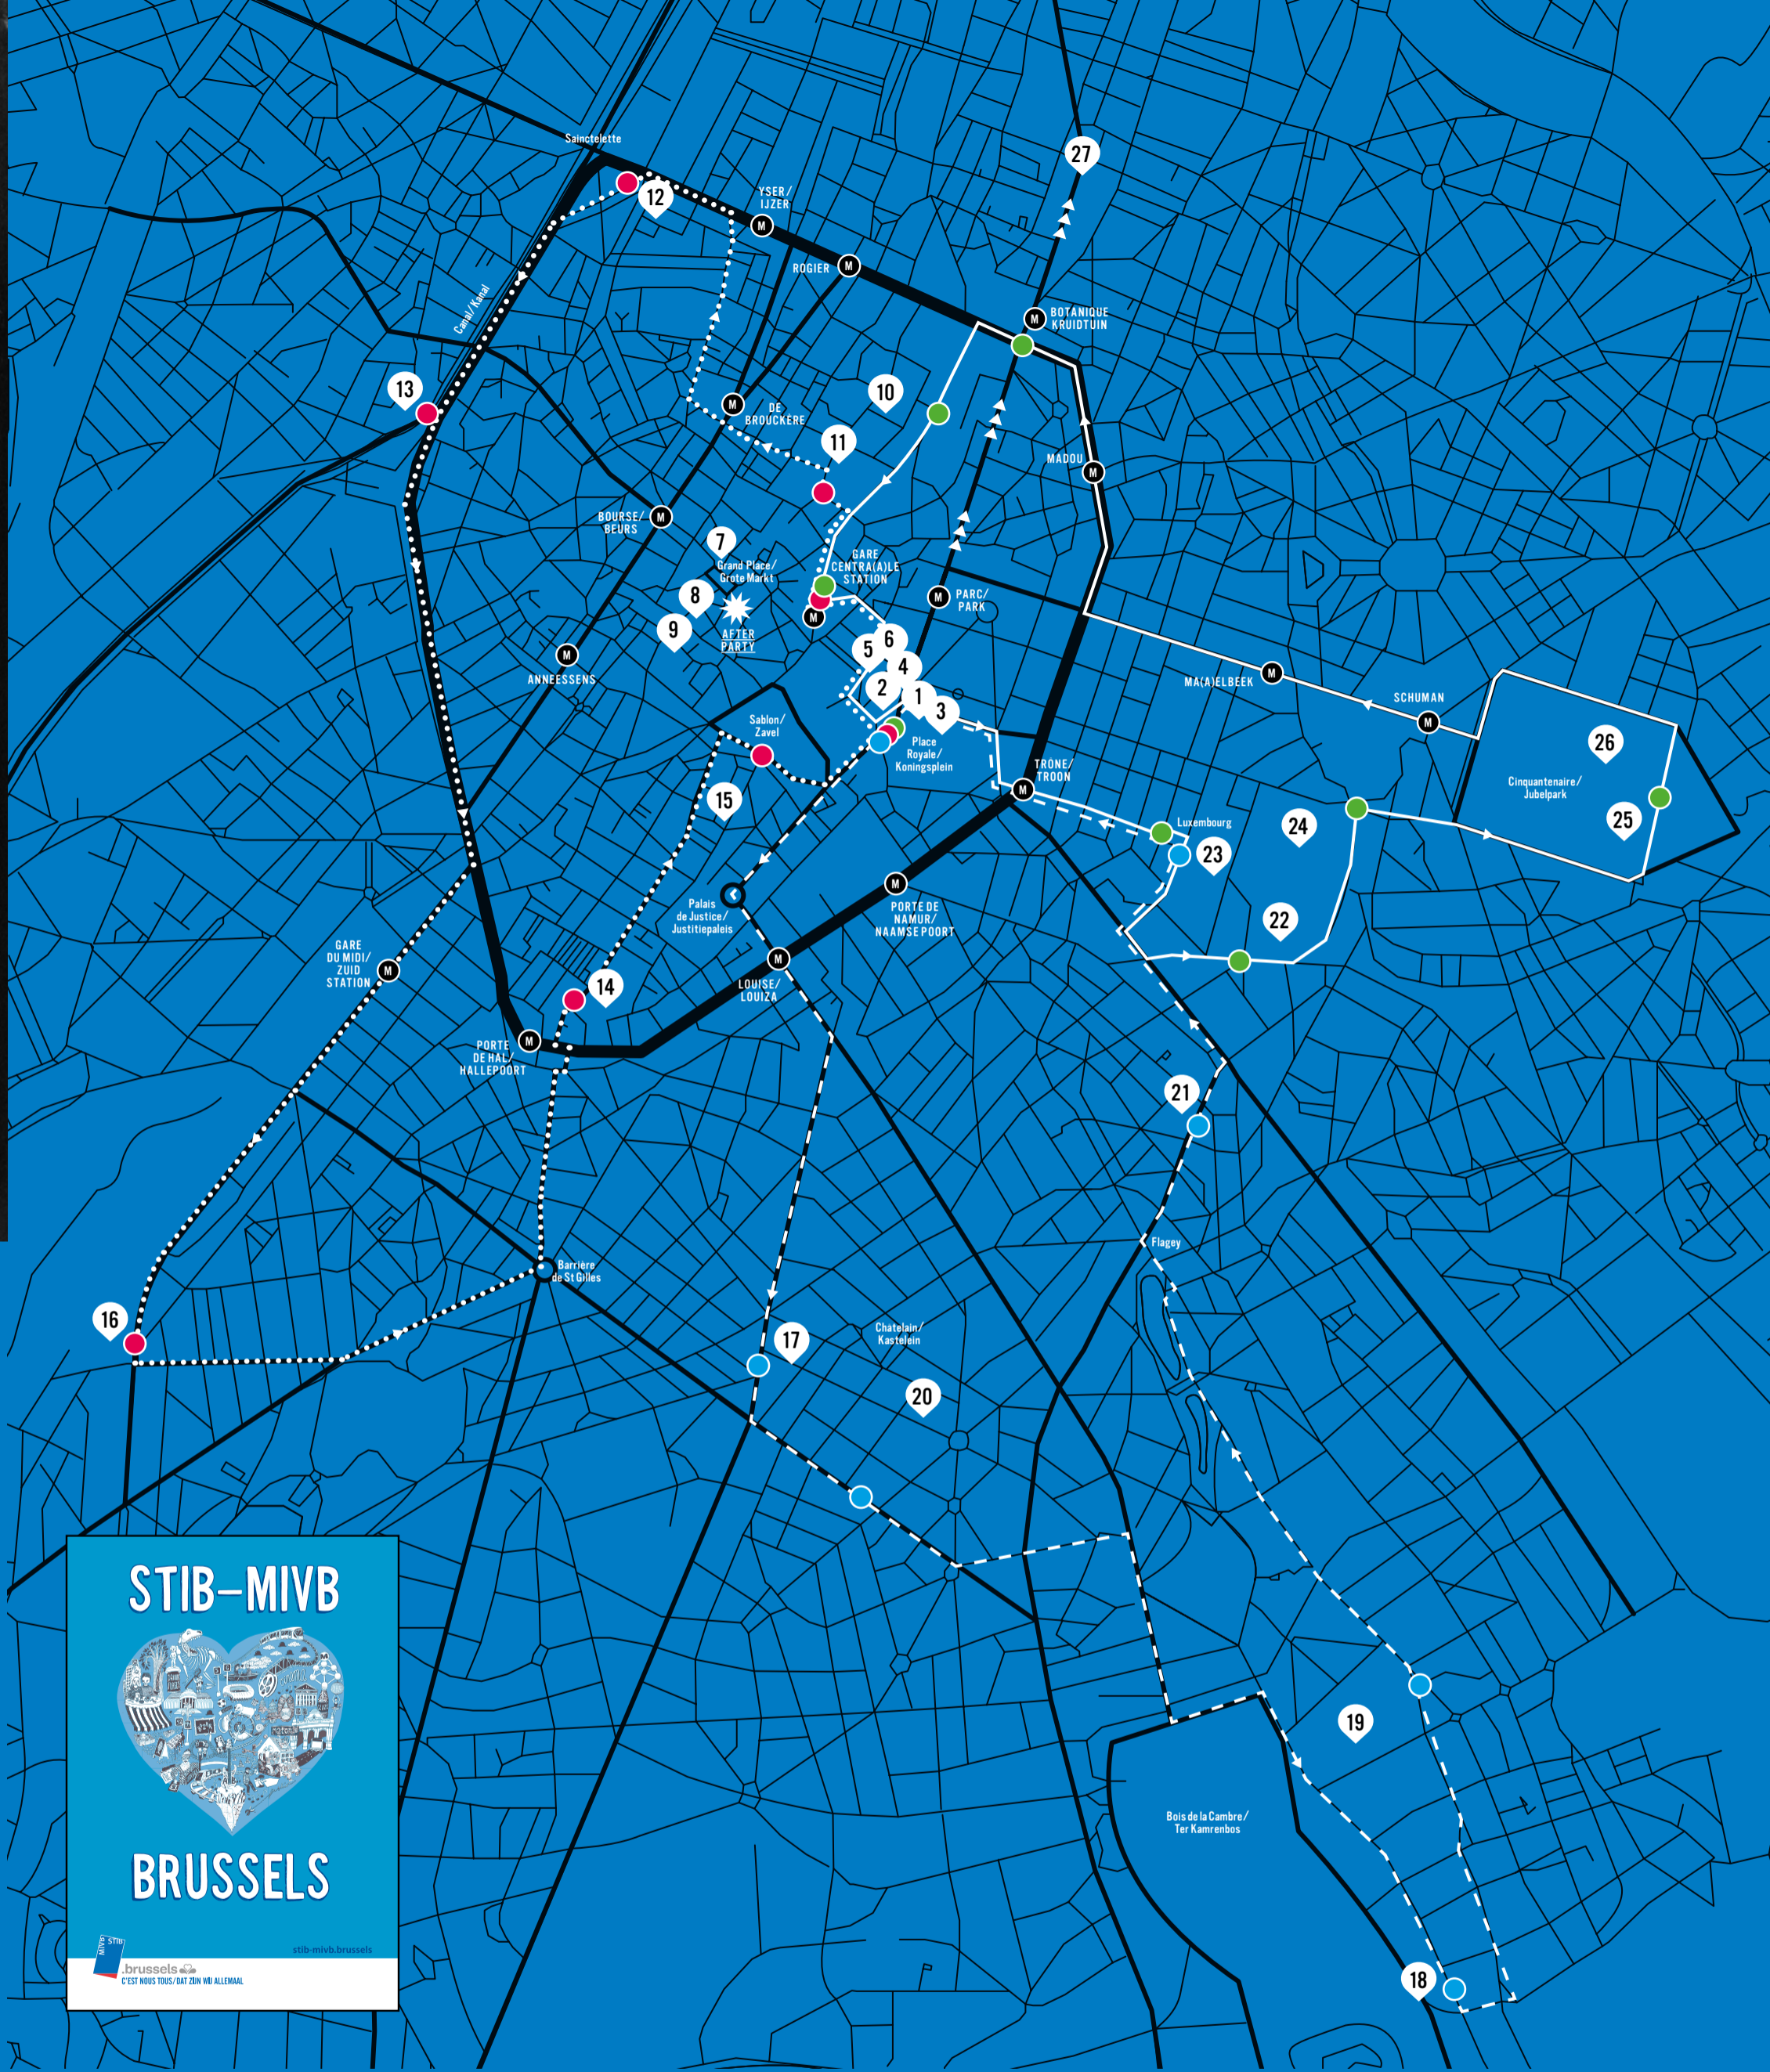 27
Sainctelette
12
YSER/
IJZER
M
ROGIER
M
M
BOTANIQUE
KRUIDTUIN
Canal/Kanal
13
10
M
DE
BROUCKÈRE
11
MADOU
M
BOURSE/
BEURS
M
7
Grand Place/
Grote Markt
GARE
CENTRA(A)LE
STATION
M
8
9
AFTER
PARTY
M
PARC/
PARK
M
ANNEESSENS
5
6
4
2
1
3
MA(A)ELBEEK
M
SCHUMAN
M
Sablon/
Zavel
Place
Royale/
Koningsplein
26
Cinquantenaire/
Jubelpark
TRÔNE/
TROON
M
15
Luxembourg
23
24
25
Palais
de Justice/
Justitiepaleis
M
PORTE DE
NAMUR/
NAAMSE POORT
22
GARE
DU MIDI/
ZUID
STATION
M
M
LOUISE/
LOUIZA
14
PORTE
DE HAL/
HALLEPOORT
M
21
Flagey
Barrière
de St Gilles
16
17
Chatelain/
Kastelein
20
19
Bois de la Cambre/
Ter Kamrenbos
18
STIB-MIVB
BRUSSELS
stib-mivb.brussels
MIVB STIB
.brussels
C'EST NOUS TOUS/DAT ZIJN WIJ ALLEMAAL